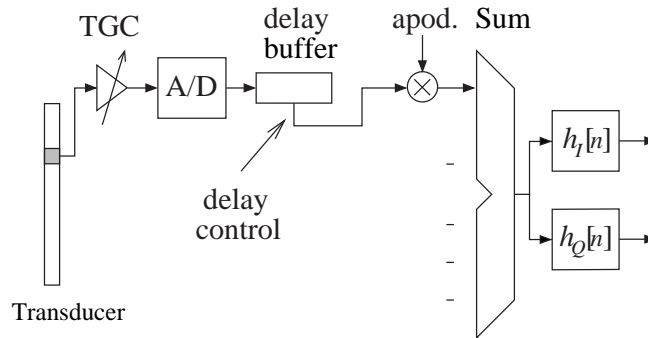 TGC
A/D
delay
buffer
apod.
Sum
delay
control
h_I[n]
h_Q[n]
Transducer